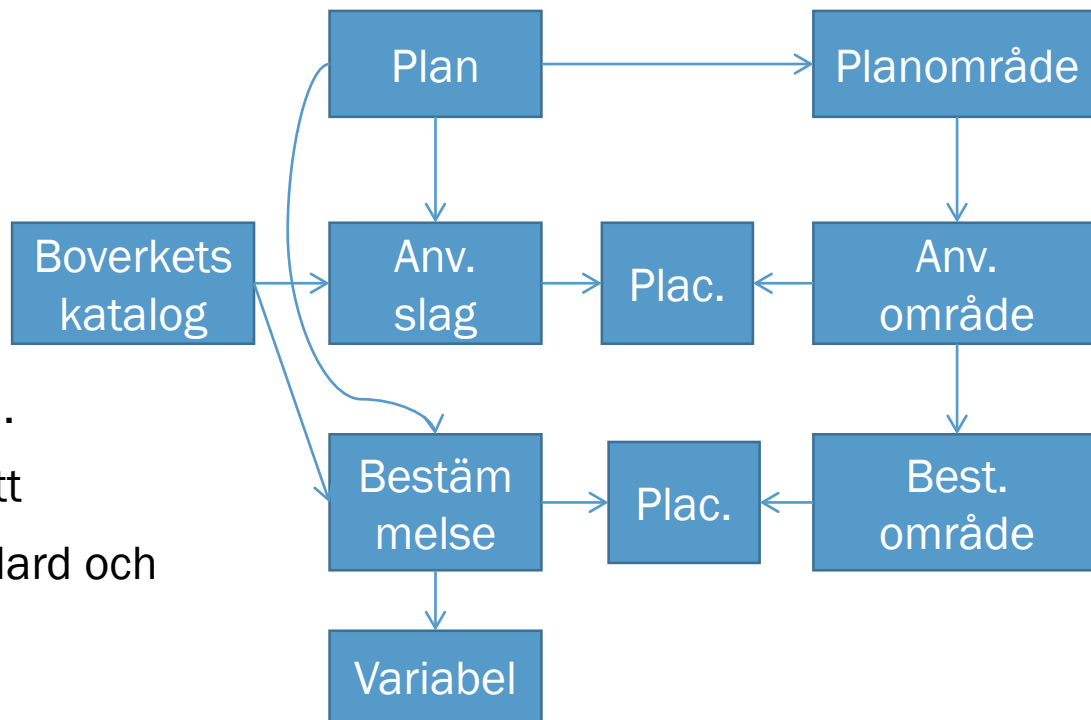 Plan
Planområde
Boverkets
katalog
Anv.
slag
Plac.
Anv.
område
.
tt
lard och
Bestäm
melse
Plac.
Best.
område
Variabel